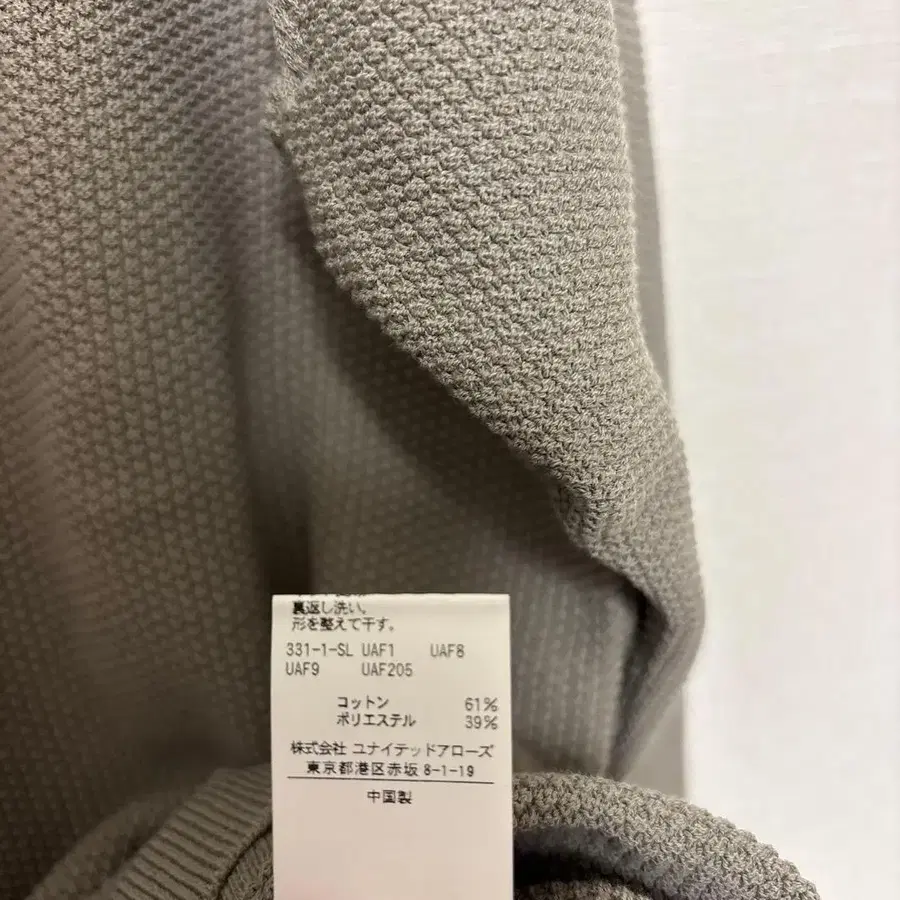 裏返し洗い。
形を整えて干す。
331-1-SL UAF1 UAF8
UAF9 UAF205
コットン 61%
ポリエステル 39%
株式会社 ユナイテッドアローズ
東京都港区赤坂 8-1-19
中国製